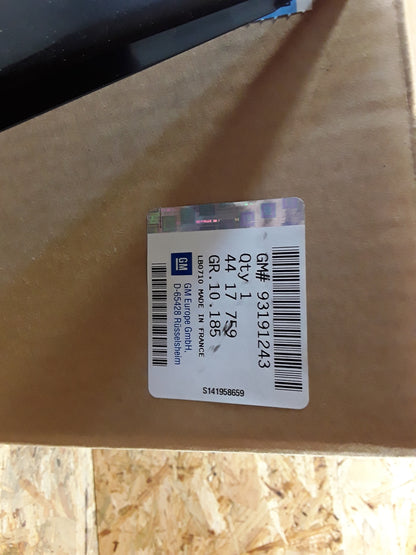 GM# 93191243
Qty 1
44 17 759
GR.10.185
LB0710 MADE IN FRANCE
GM
GM Europe GmbH.
D-65428 Rüsselsheim
S141958659